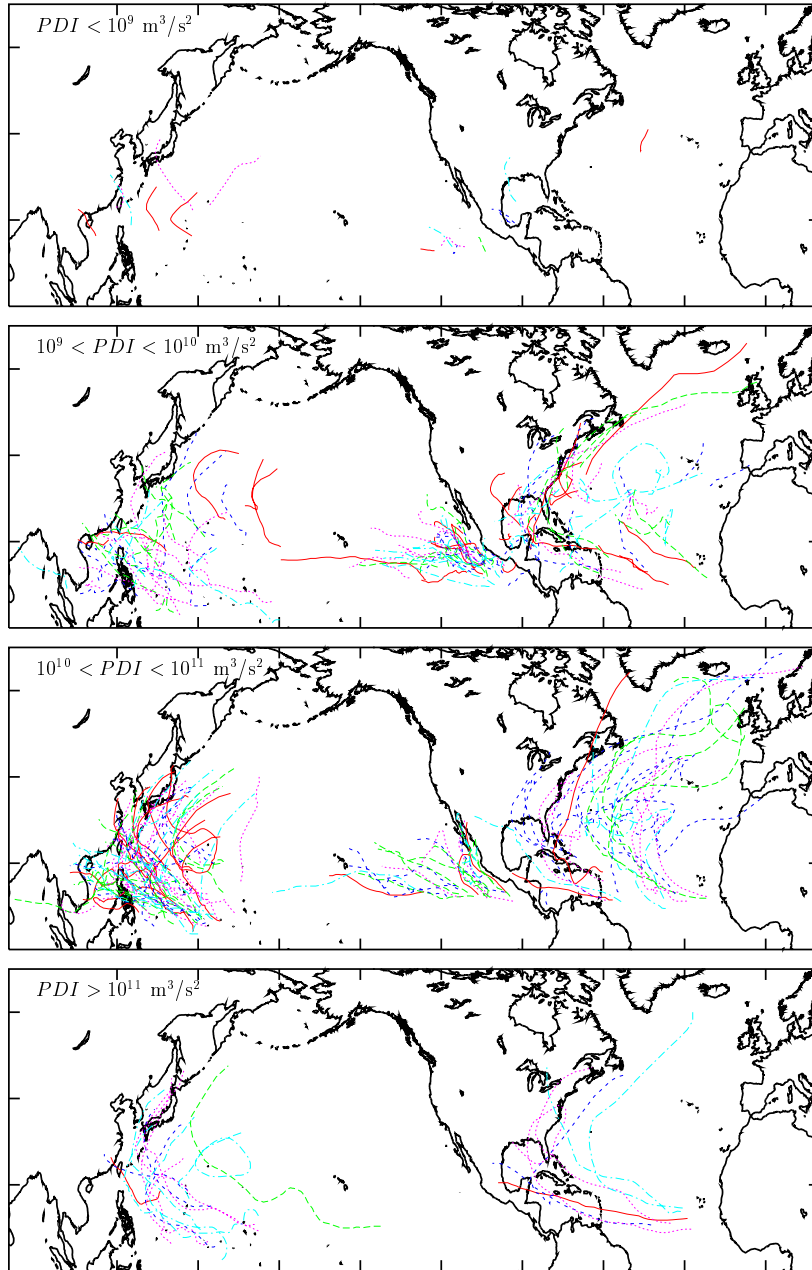 PDI < 10⁹ m³/s²
10⁹ < PDI < 10¹⁰ m³/s²
10¹⁰ < PDI < 10¹¹ m³/s²
PDI > 10¹¹ m³/s²